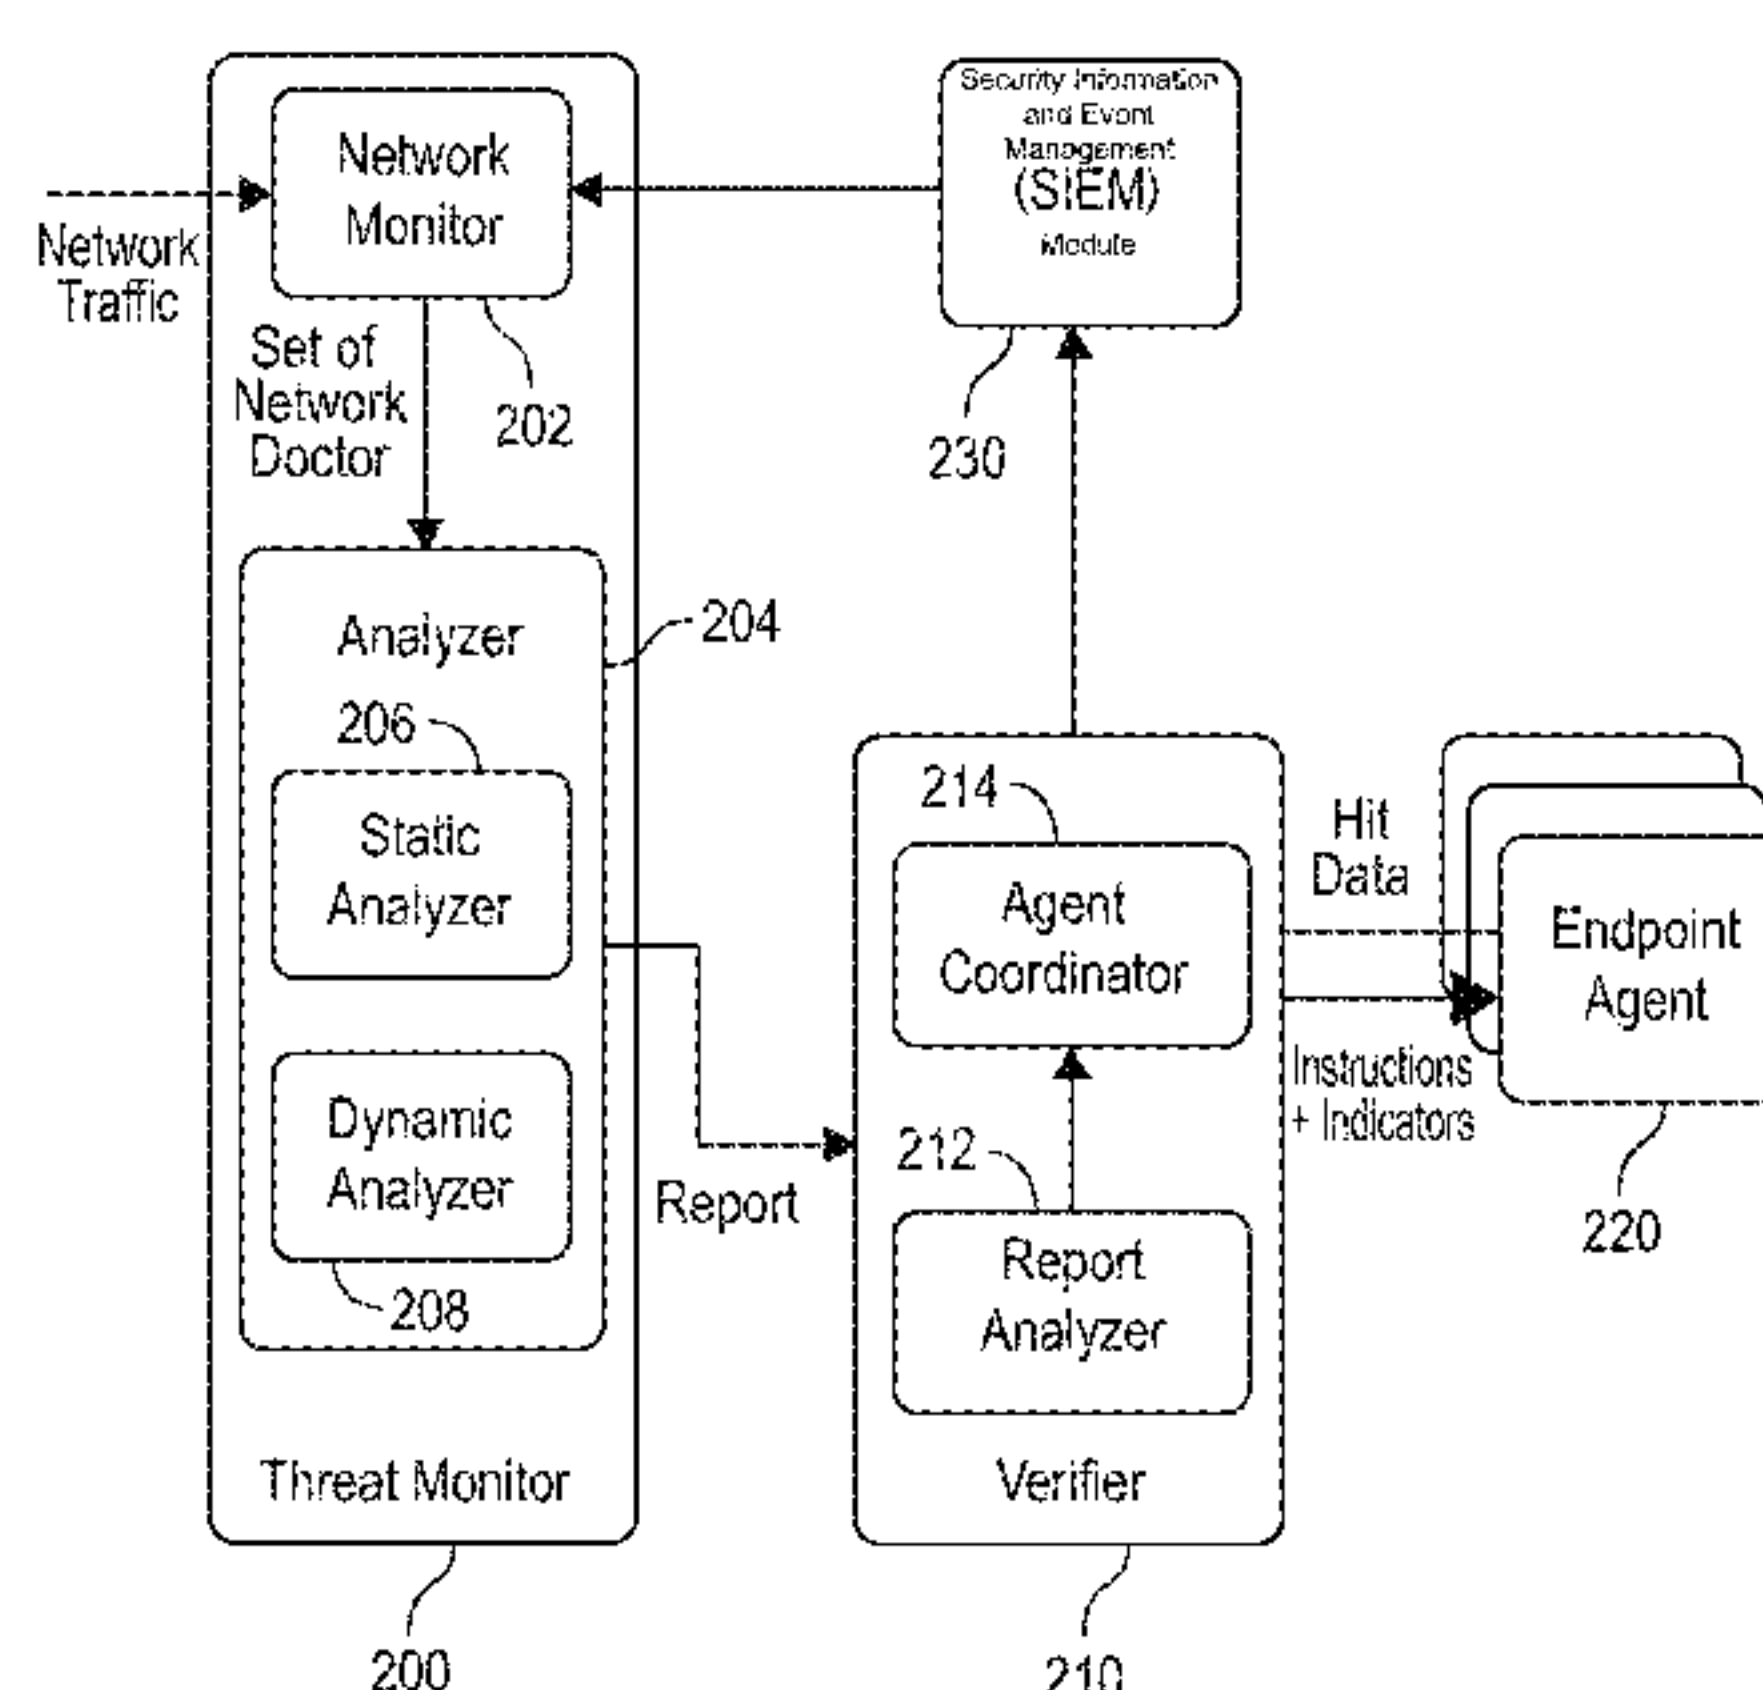 Network
Monitor
Network
Traffic
Set of
Network
Doctor
202
Security Information
and Event
Management
(SIEM)
Module
230
Analyzer
204
206
Static
Analyzer
Dynamic
Analyzer
208
Threat Monitor
200
Report
214
Agent
Coordinator
212
Report
Analyzer
Verifier
210
Hit
Data
Instructions
+ Indicators
Endpoint
Agent
220